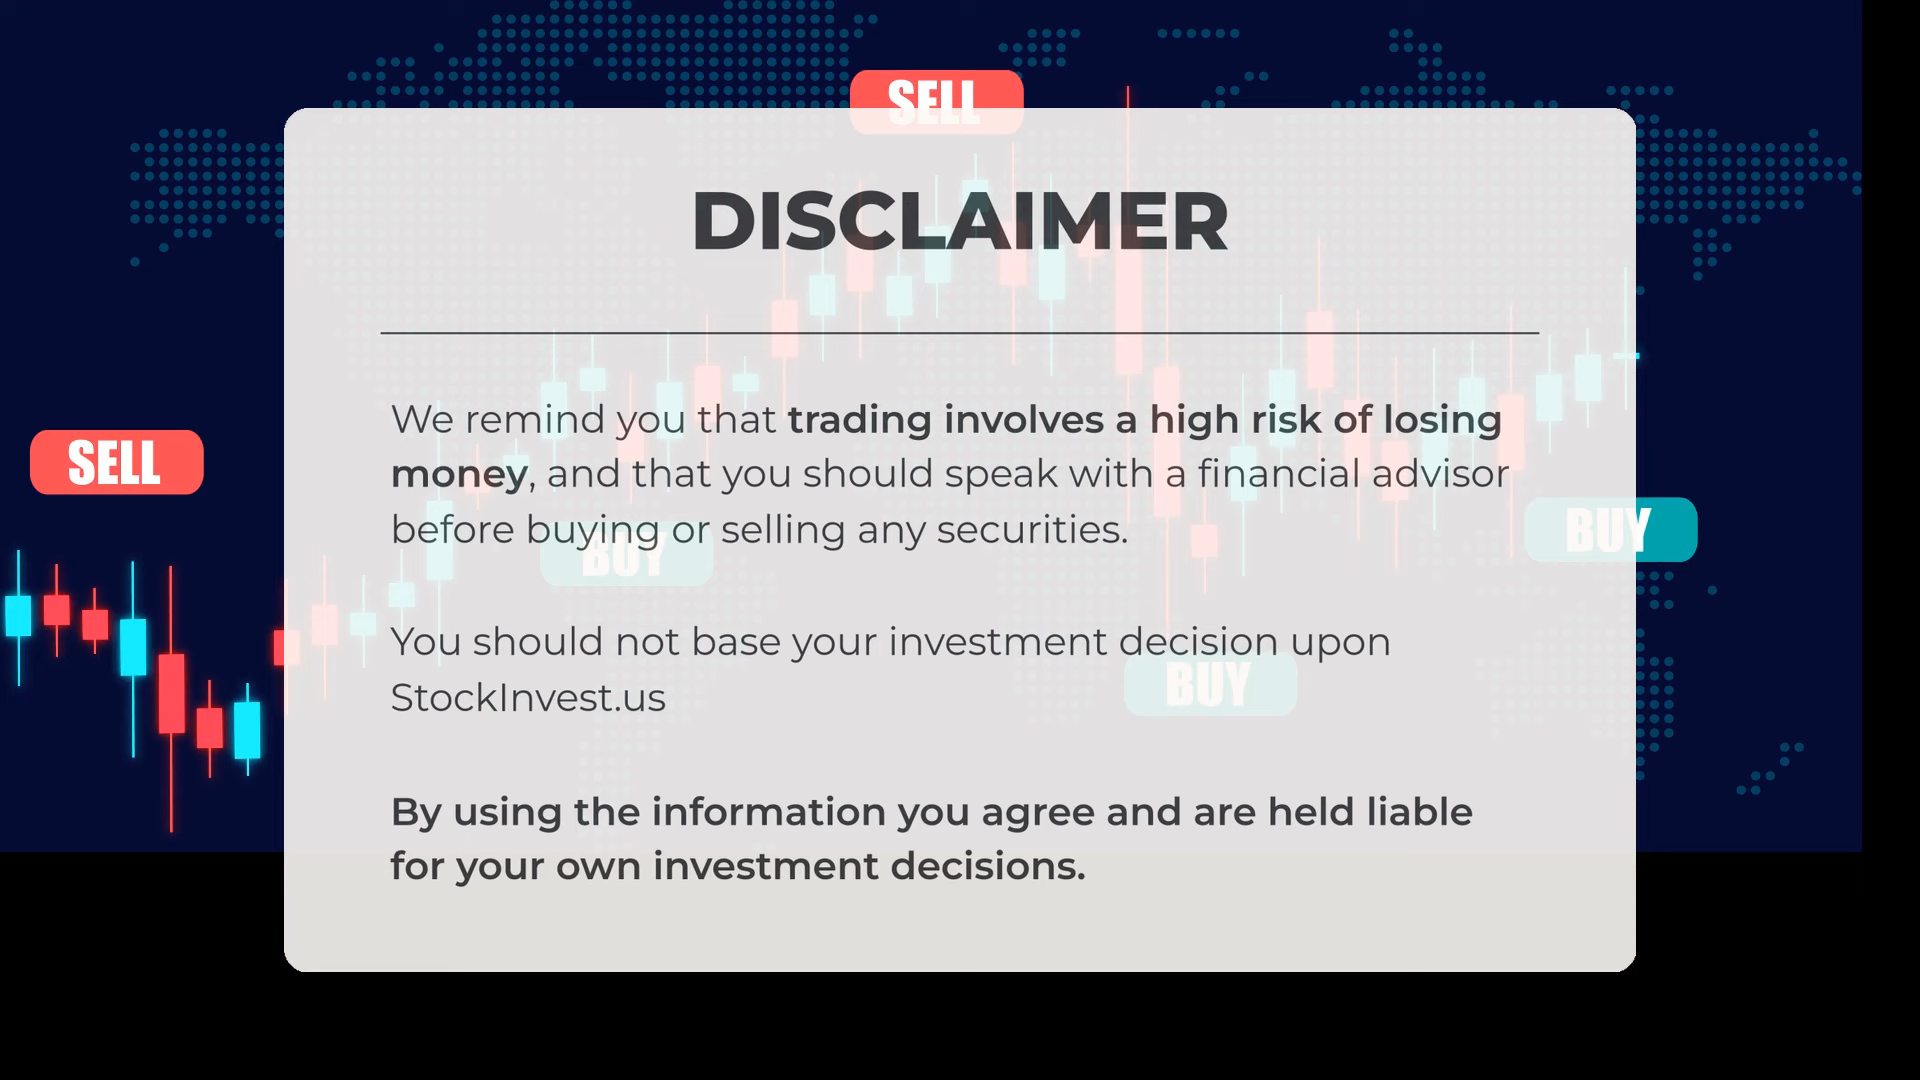 SELL
DISCLAIMER
We remind you that trading involves a high risk of losing
money, and that you should speak with a financial advisor
before buying or selling any securities.
SELL
BUY
BUY
You should not base your investment decision upon
StockInvest.us
BUY
By using the information you agree and are held liable
for your own investment decisions.